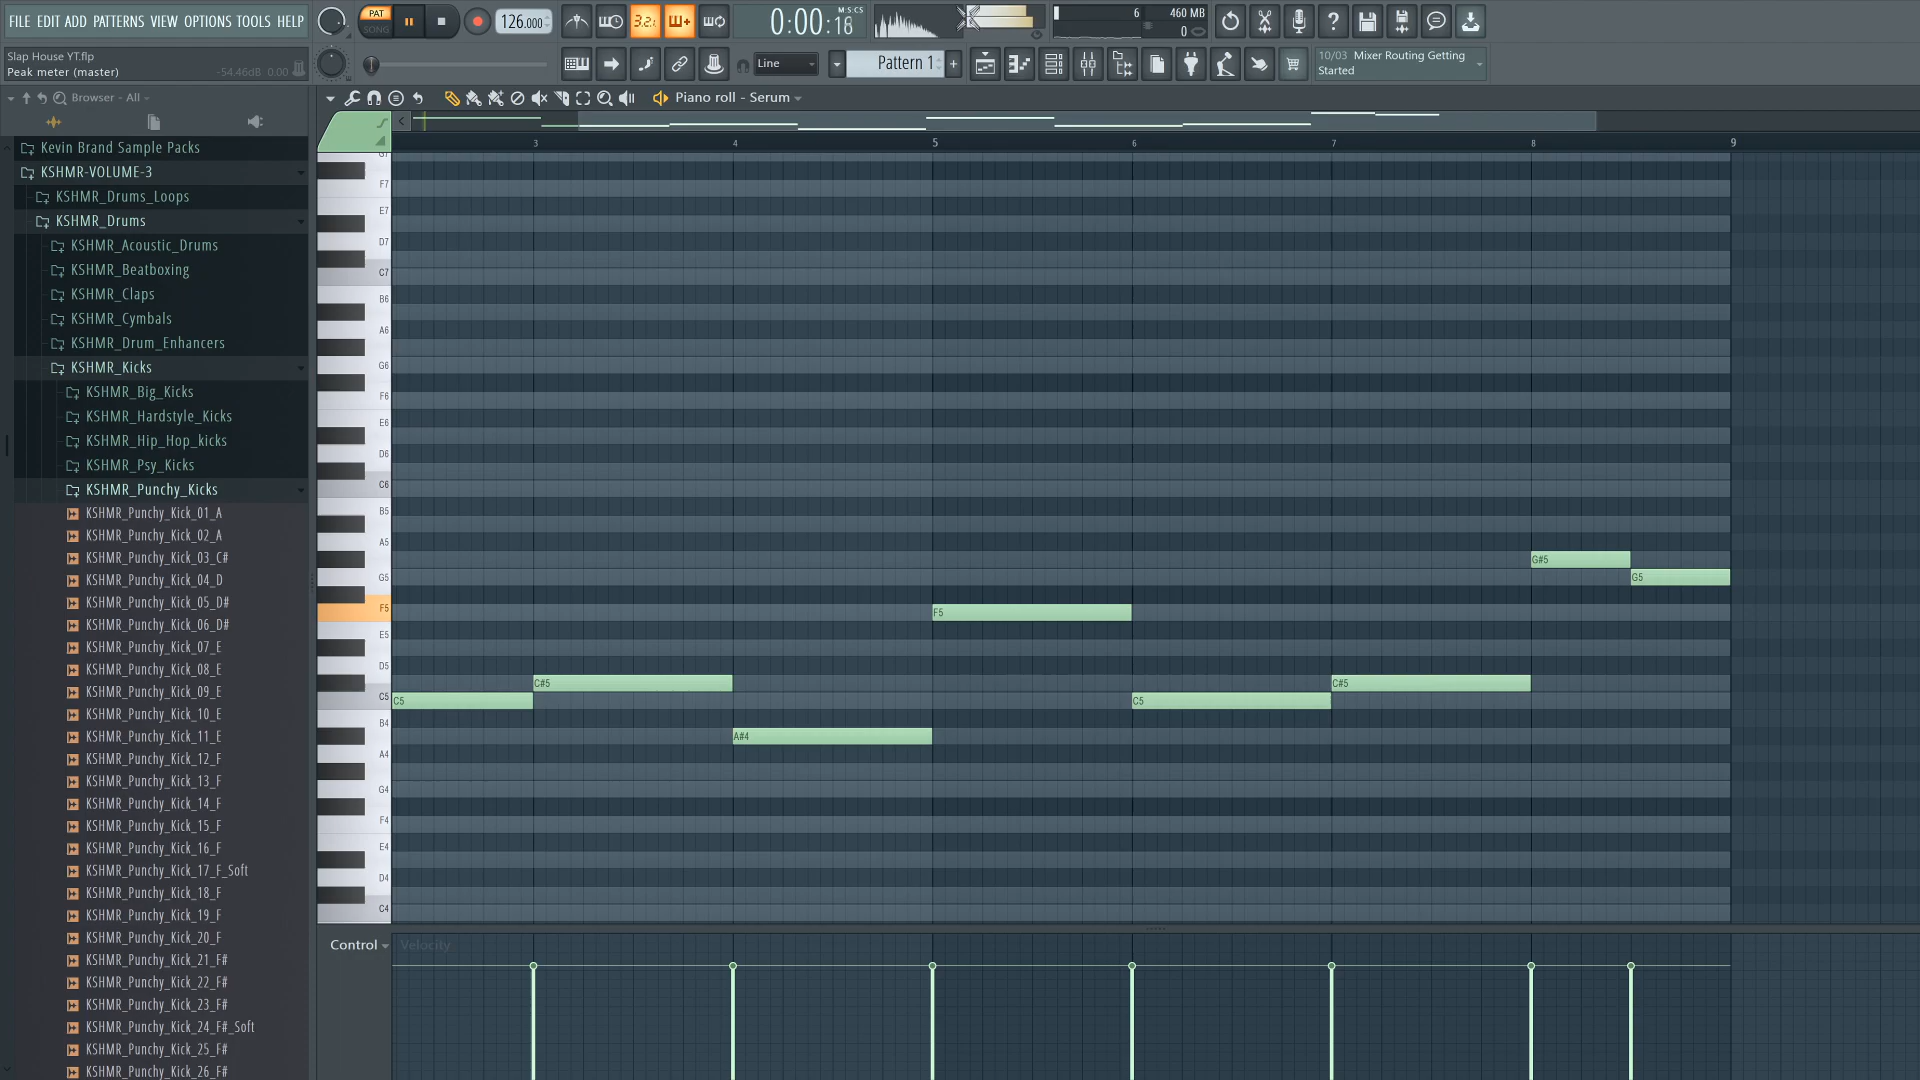 FILE EDIT ADD PATTERNS VIEW OPTIONS TOOLS HELP
PAT
SONG
126.000
3.2.
0:00:16
M:S:CS
6
460 MB
0
Slap House YT.flp
Peak meter (master)
-54.46dB 0.00
Line
Pattern 1
10/03 Mixer Routing Getting
Started
Browser - All
Piano roll - Serum
Kevin Brand Sample Packs
KSHMR-VOLUME-3
KSHMR_Drums_Loops
KSHMR_Drums
KSHMR_Acoustic_Drums
KSHMR_Beatboxing
KSHMR_Claps
KSHMR_Cymbals
KSHMR_Drum_Enhancers
KSHMR_Kicks
KSHMR_Big_Kicks
KSHMR_Hardstyle_Kicks
KSHMR_Hip_Hop_kicks
KSHMR_Psy_Kicks
KSHMR_Punchy_Kicks
KSHMR_Punchy_Kick_01_A
KSHMR_Punchy_Kick_02_A
KSHMR_Punchy_Kick_03_C#
KSHMR_Punchy_Kick_04_D
KSHMR_Punchy_Kick_05_D#
KSHMR_Punchy_Kick_06_D#
KSHMR_Punchy_Kick_07_E
KSHMR_Punchy_Kick_08_E
KSHMR_Punchy_Kick_09_E
KSHMR_Punchy_Kick_10_E
KSHMR_Punchy_Kick_11_E
KSHMR_Punchy_Kick_12_F
KSHMR_Punchy_Kick_13_F
KSHMR_Punchy_Kick_14_F
KSHMR_Punchy_Kick_15_F
KSHMR_Punchy_Kick_16_F
KSHMR_Punchy_Kick_17_F_Soft
KSHMR_Punchy_Kick_18_F
KSHMR_Punchy_Kick_19_F
KSHMR_Punchy_Kick_20_F
KSHMR_Punchy_Kick_21_F#
KSHMR_Punchy_Kick_22_F#
KSHMR_Punchy_Kick_23_F#
KSHMR_Punchy_Kick_24_F#_Soft
KSHMR_Punchy_Kick_25_F#
KSHMR_Punchy_Kick_26_F#
3 4 5 6 7 8 9
G7
F7
E7
D7
C7
B6
A6
G6
F6
E6
D6
C6
B5
A5
G5
F5
E5
D5
C5
B4
A4
G4
F4
E4
D4
C4
G#5
G5
F5
C#5
C#5
C5
C5
A#4
Control
Velocity